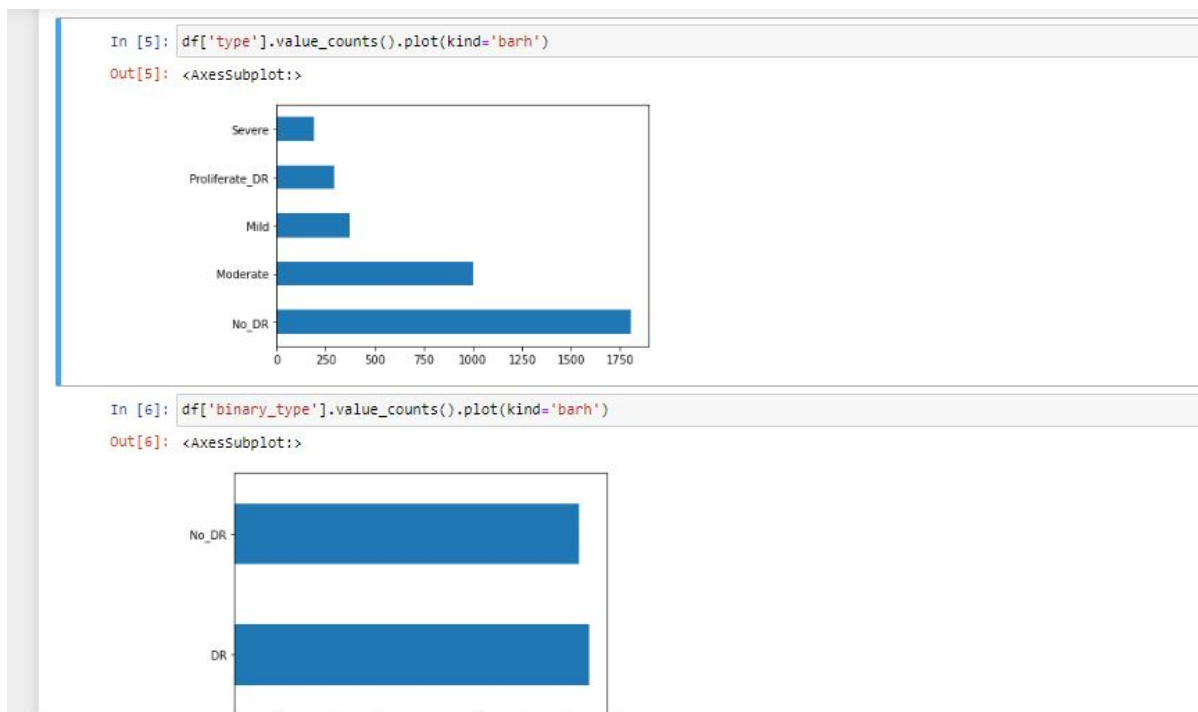 In [5]: df['type'].value_counts().plot(kind='barh')
Out[5]: <AxesSubplot:>
Severe
Proliferate_DR
Mild
Moderate
No_DR
0 250 500 750 1000 1250 1500 1750
In [6]: df['binary_type'].value_counts().plot(kind='barh')
Out[6]: <AxesSubplot:>
No_DR
DR